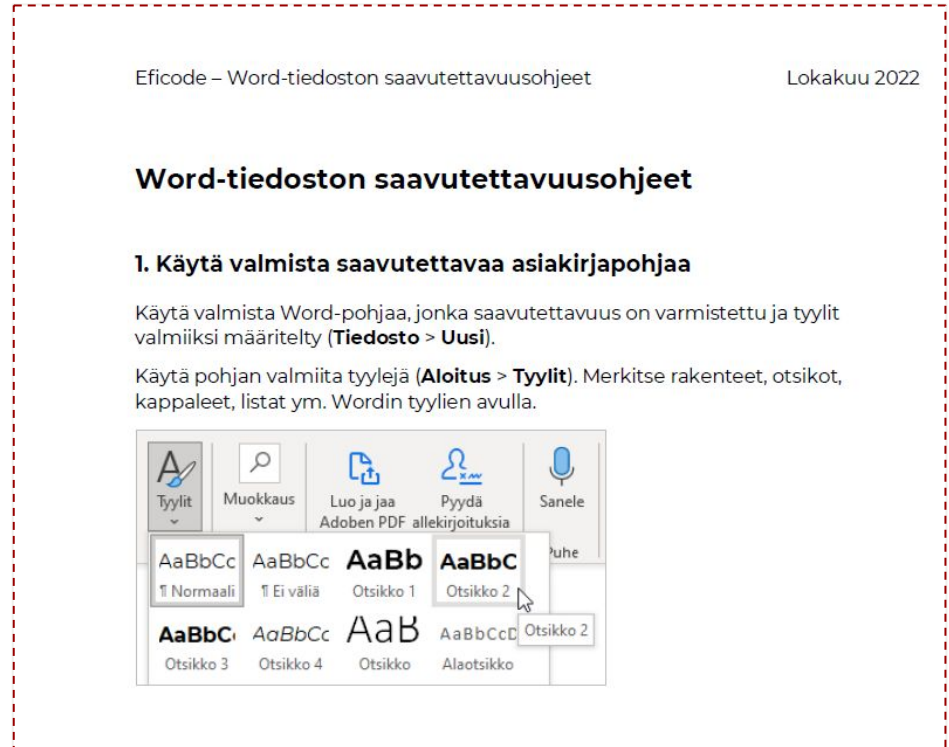 Eficode – Word-tiedoston saavutettavuusohjeet Lokakuu 2022
Word-tiedoston saavutettavuusohjeet
1. Käytä valmista saavutettavaa asiakirjapohjaa
Käytä valmista Word-pohjaa, jonka saavutettavuus on varmistettu ja tyylit
valmiiksi määritelty (Tiedosto > Uusi).
Käytä pohjan valmiita tyylejä (Aloitus > Tyylit). Merkitse rakenteet, otsikot,
kappaleet, listat ym. Wordin tyylien avulla.
Tyylit Muokkaus Luo ja jaa Pyydä Sanele
Adoben PDF allekirjoituksia
Puhe
AaBbCc AaBbCc AaBb AaBbC
¶ Normaali ¶ Ei väliä Otsikko 1 Otsikko 2
Otsikko 2
AaBbC AaBbCc AaB AaBbCcD
Otsikko 3 Otsikko 4 Otsikko Alaotsikko